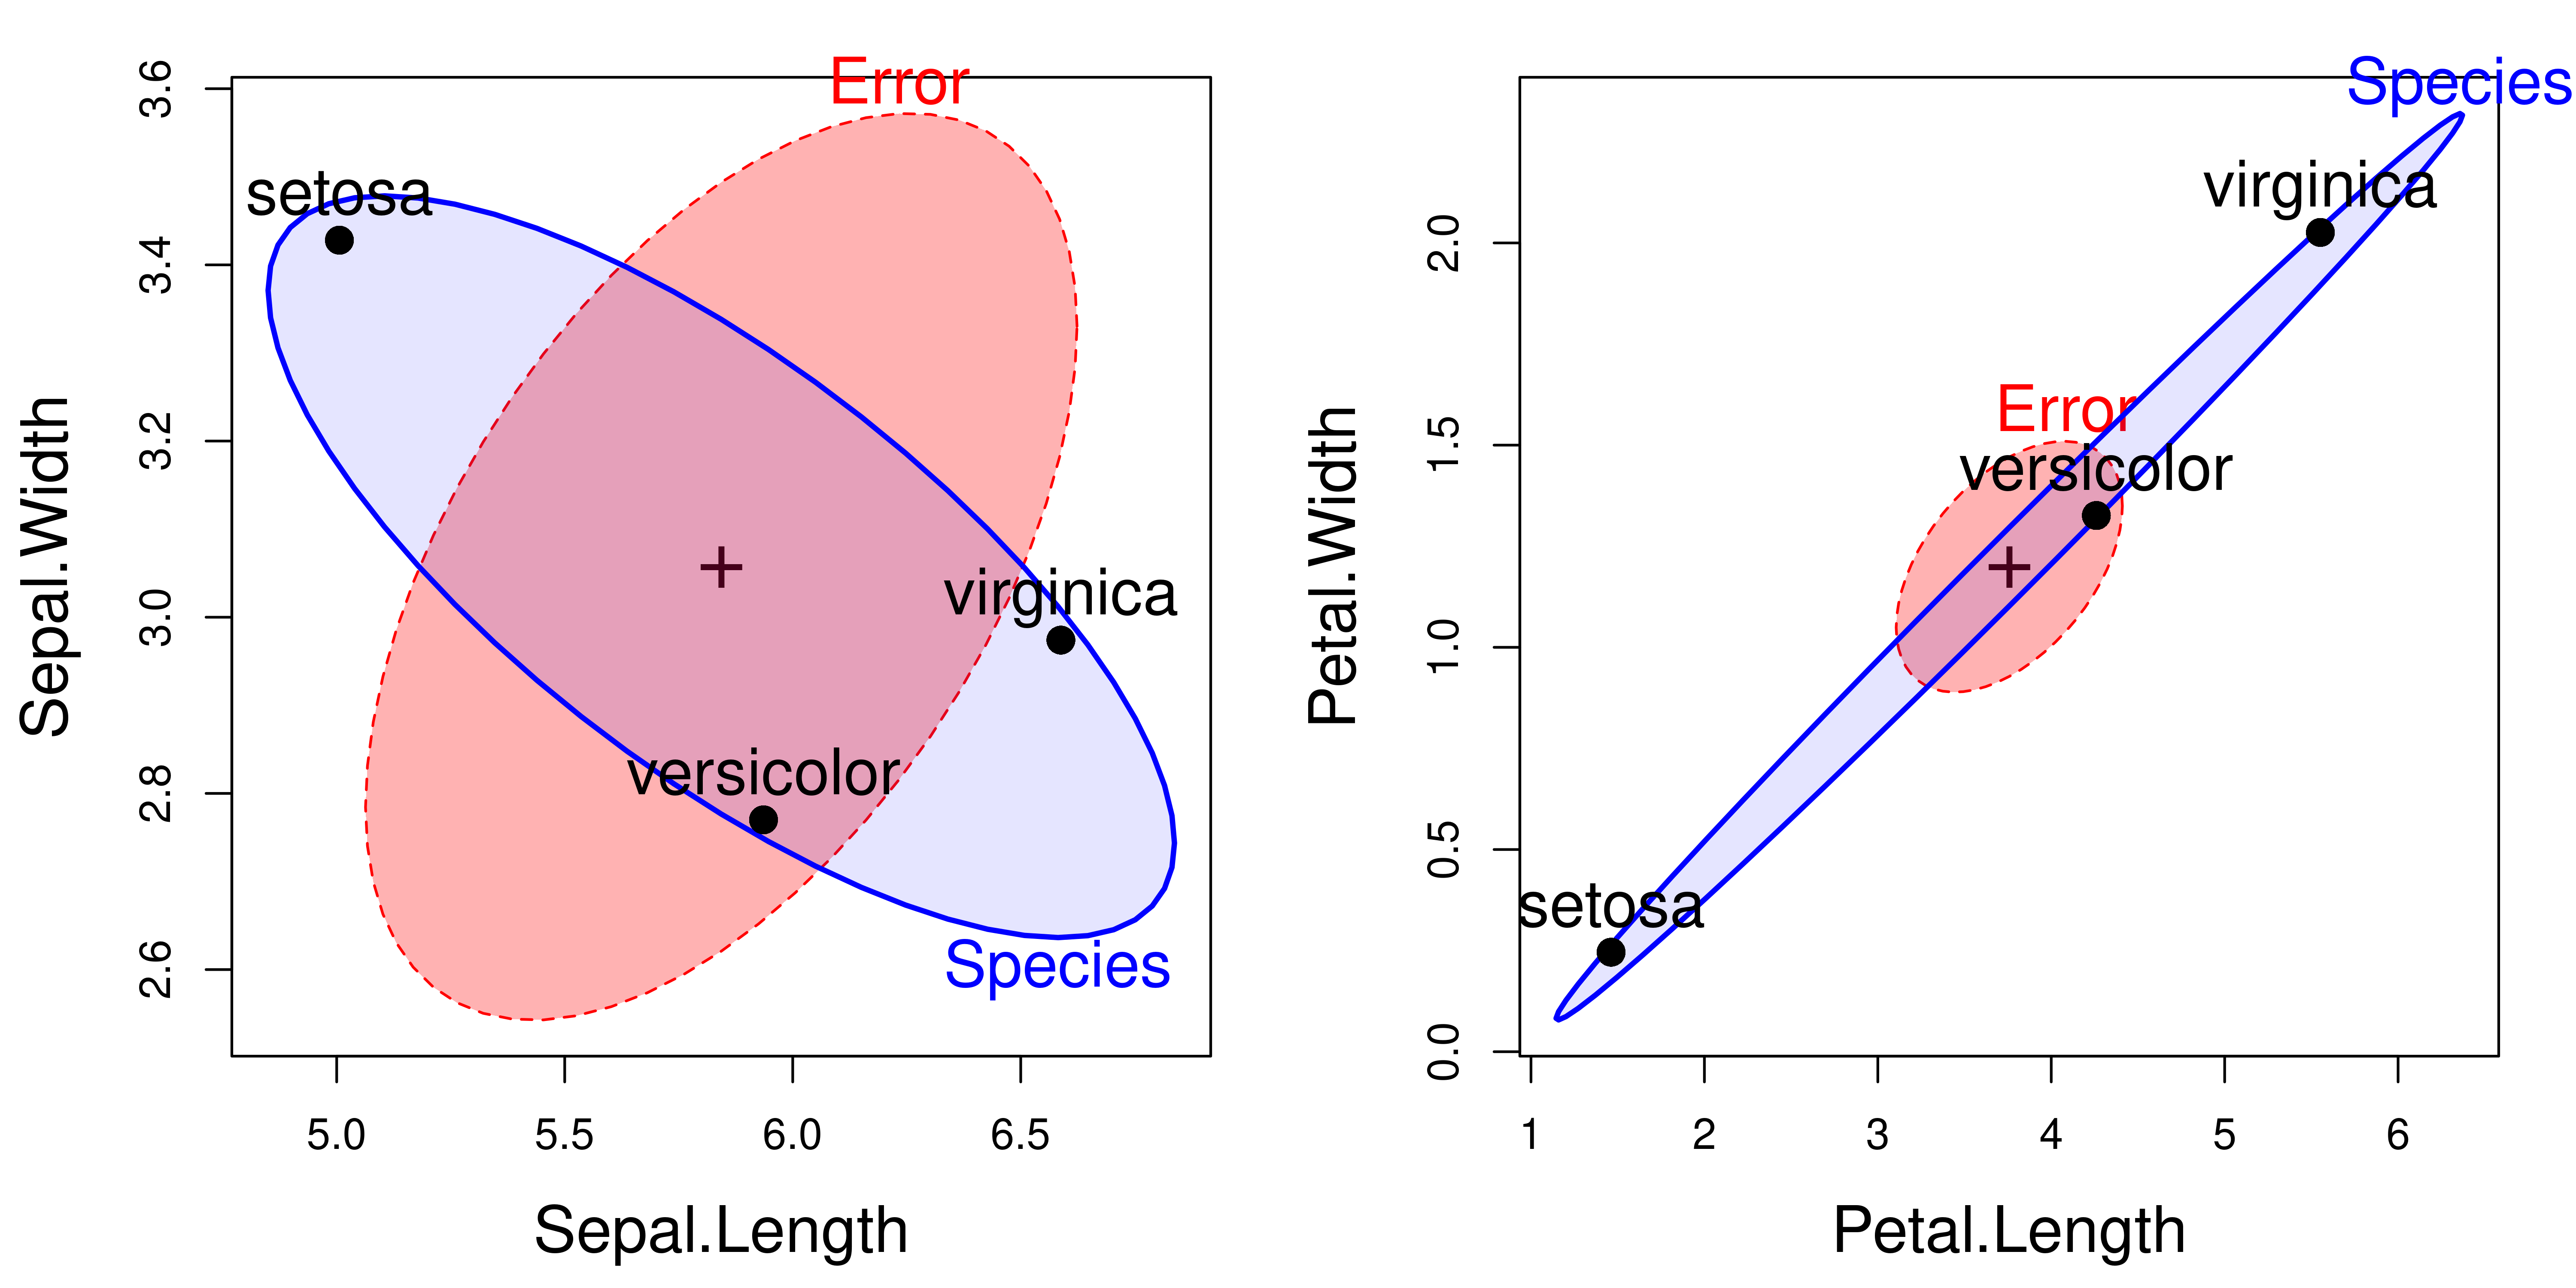 Error
setosa
virginica
versicolor
Species
3.6
3.4
3.2
3.0
2.8
2.6
Sepal.Width
5.0 5.5 6.0 6.5
Sepal.Length
Species
virginica
Error
versicolor
setosa
2.0
1.5
1.0
0.5
0.0
Petal.Width
1 2 3 4 5 6
Petal.Length